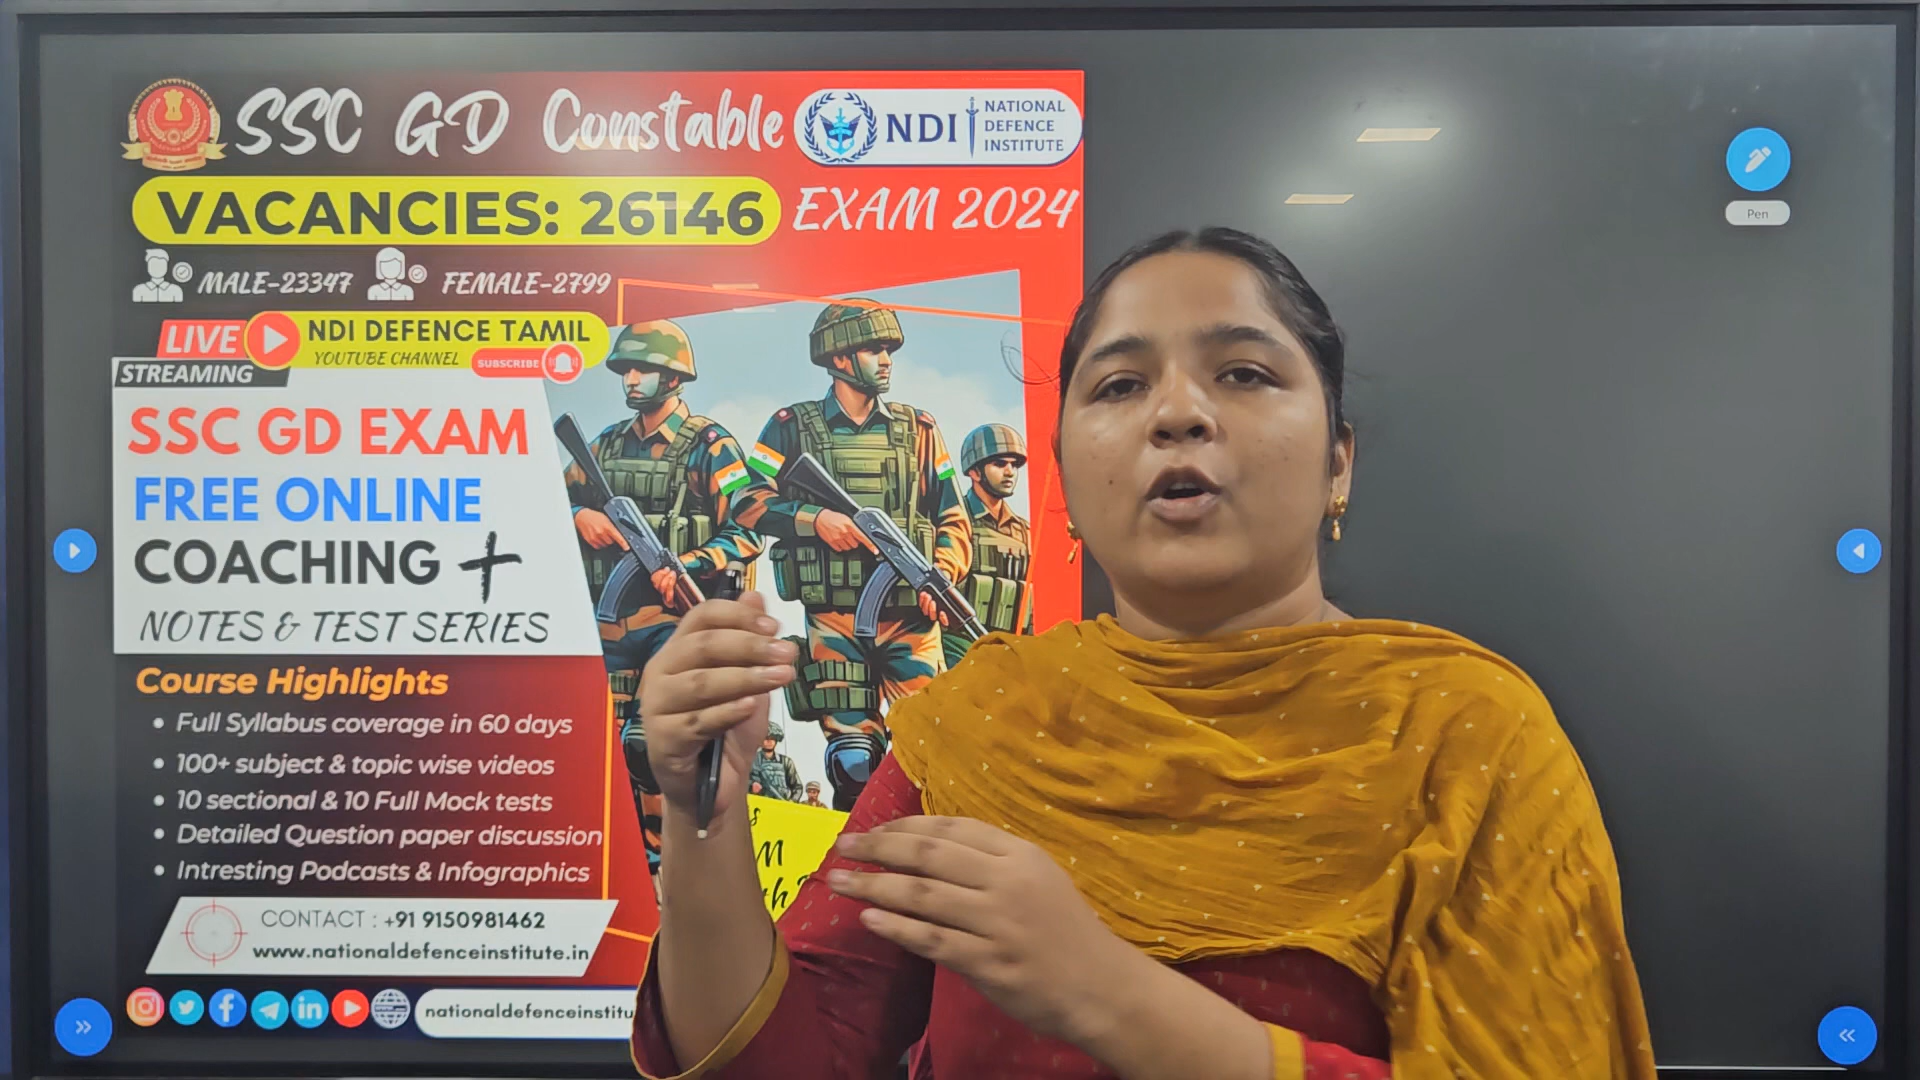 SSC GD Constable
NDI
NATIONAL
DEFENCE
INSTITUTE
VACANCIES: 26146
EXAM 2024
MALE-23347
FEMALE-2799
LIVE
STREAMING
NDI DEFENCE TAMIL
YOUTUBE CHANNEL
SUBSCRIBE
SSC GD EXAM
FREE ONLINE
COACHING +
NOTES & TEST SERIES
Course Highlights
• Full Syllabus coverage in 60 days
• 100+ subject & topic wise videos
• 10 sectional & 10 Full Mock tests
• Detailed Question paper discussion
• Intresting Podcasts & Infographics
CONTACT : +91 9150981462
www.nationaldefenceinstitute.in
nationaldefenceinstitu
Pen